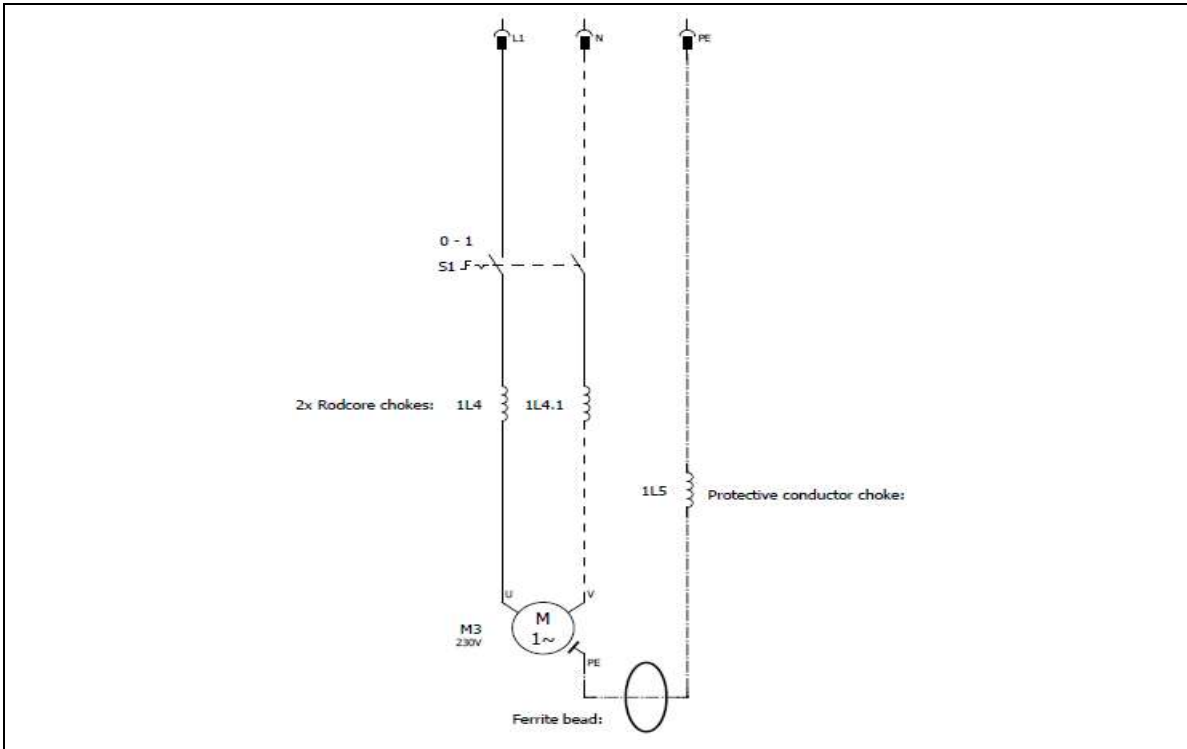 L1
N
PE
0 - 1
S1
2x Rodcore chokes:
1L4
1L4.1
1L5
Protective conductor choke:
U
V
M
1~
M3
230V
PE
Ferrite bead: